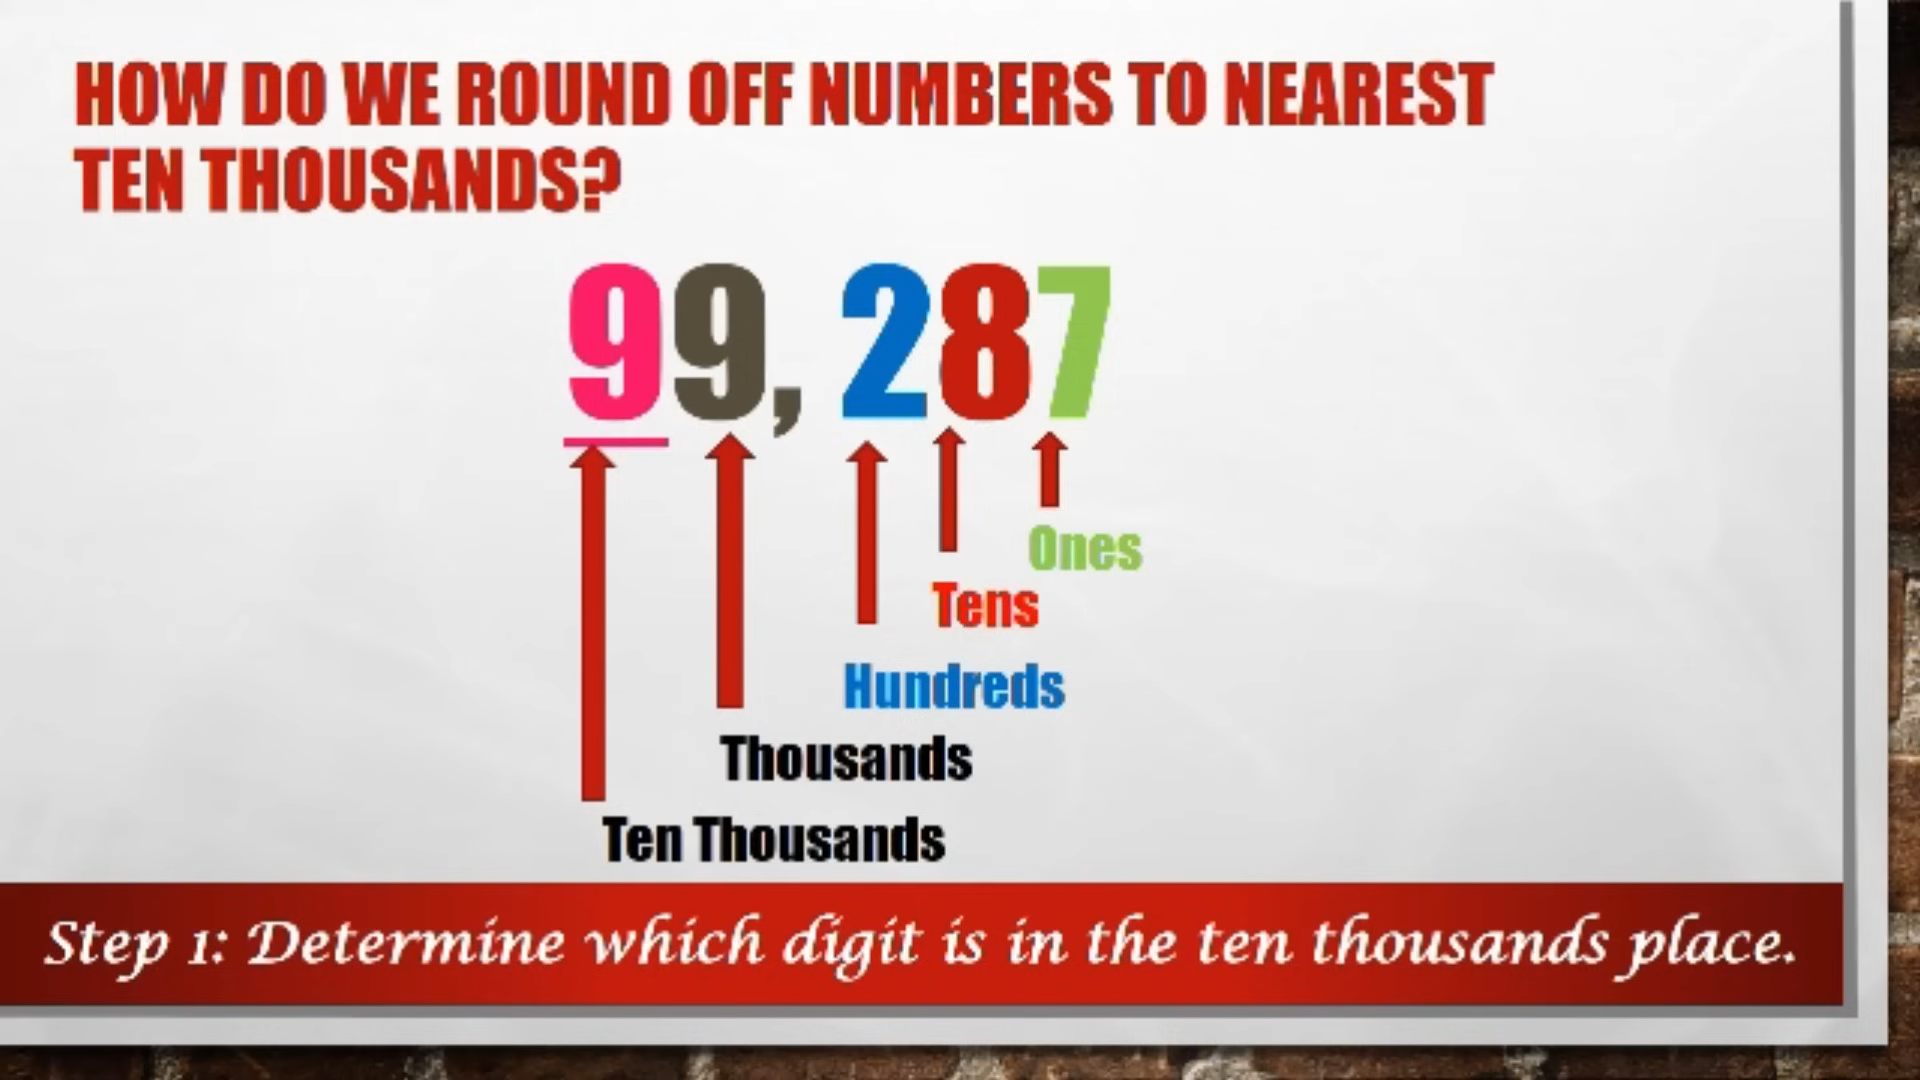 HOW DO WE ROUND OFF NUMBERS TO NEAREST
TEN THOUSANDS?
99, 287
Ones
Tens
Hundreds
Thousands
Ten Thousands
Step 1: Determine which digit is in the ten thousands place.